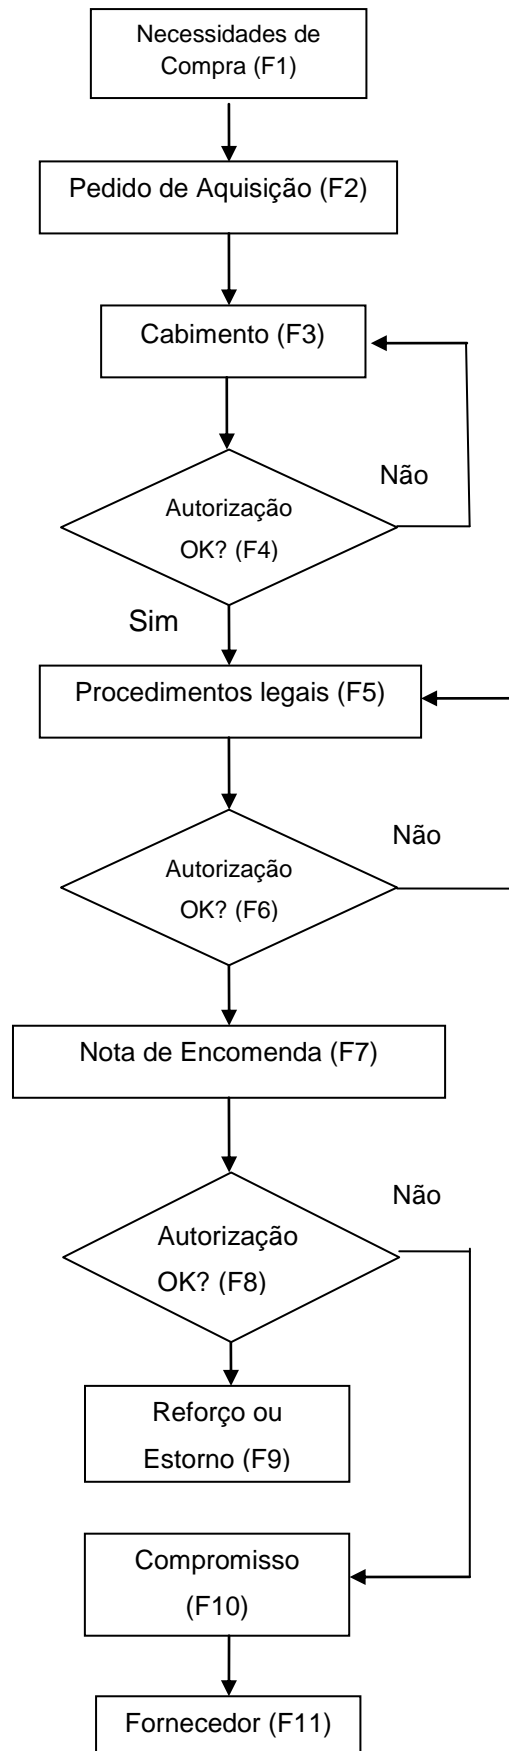 Necessidades de
Compra (F1)
Pedido de Aquisição (F2)
Cabimento (F3)
Não
Autorização
OK? (F4)
Sim
Procedimentos legais (F5)
Não
Autorização
OK? (F6)
Nota de Encomenda (F7)
Não
Autorização
OK? (F8)
Reforço ou
Estorno (F9)
Compromisso
(F10)
Fornecedor (F11)